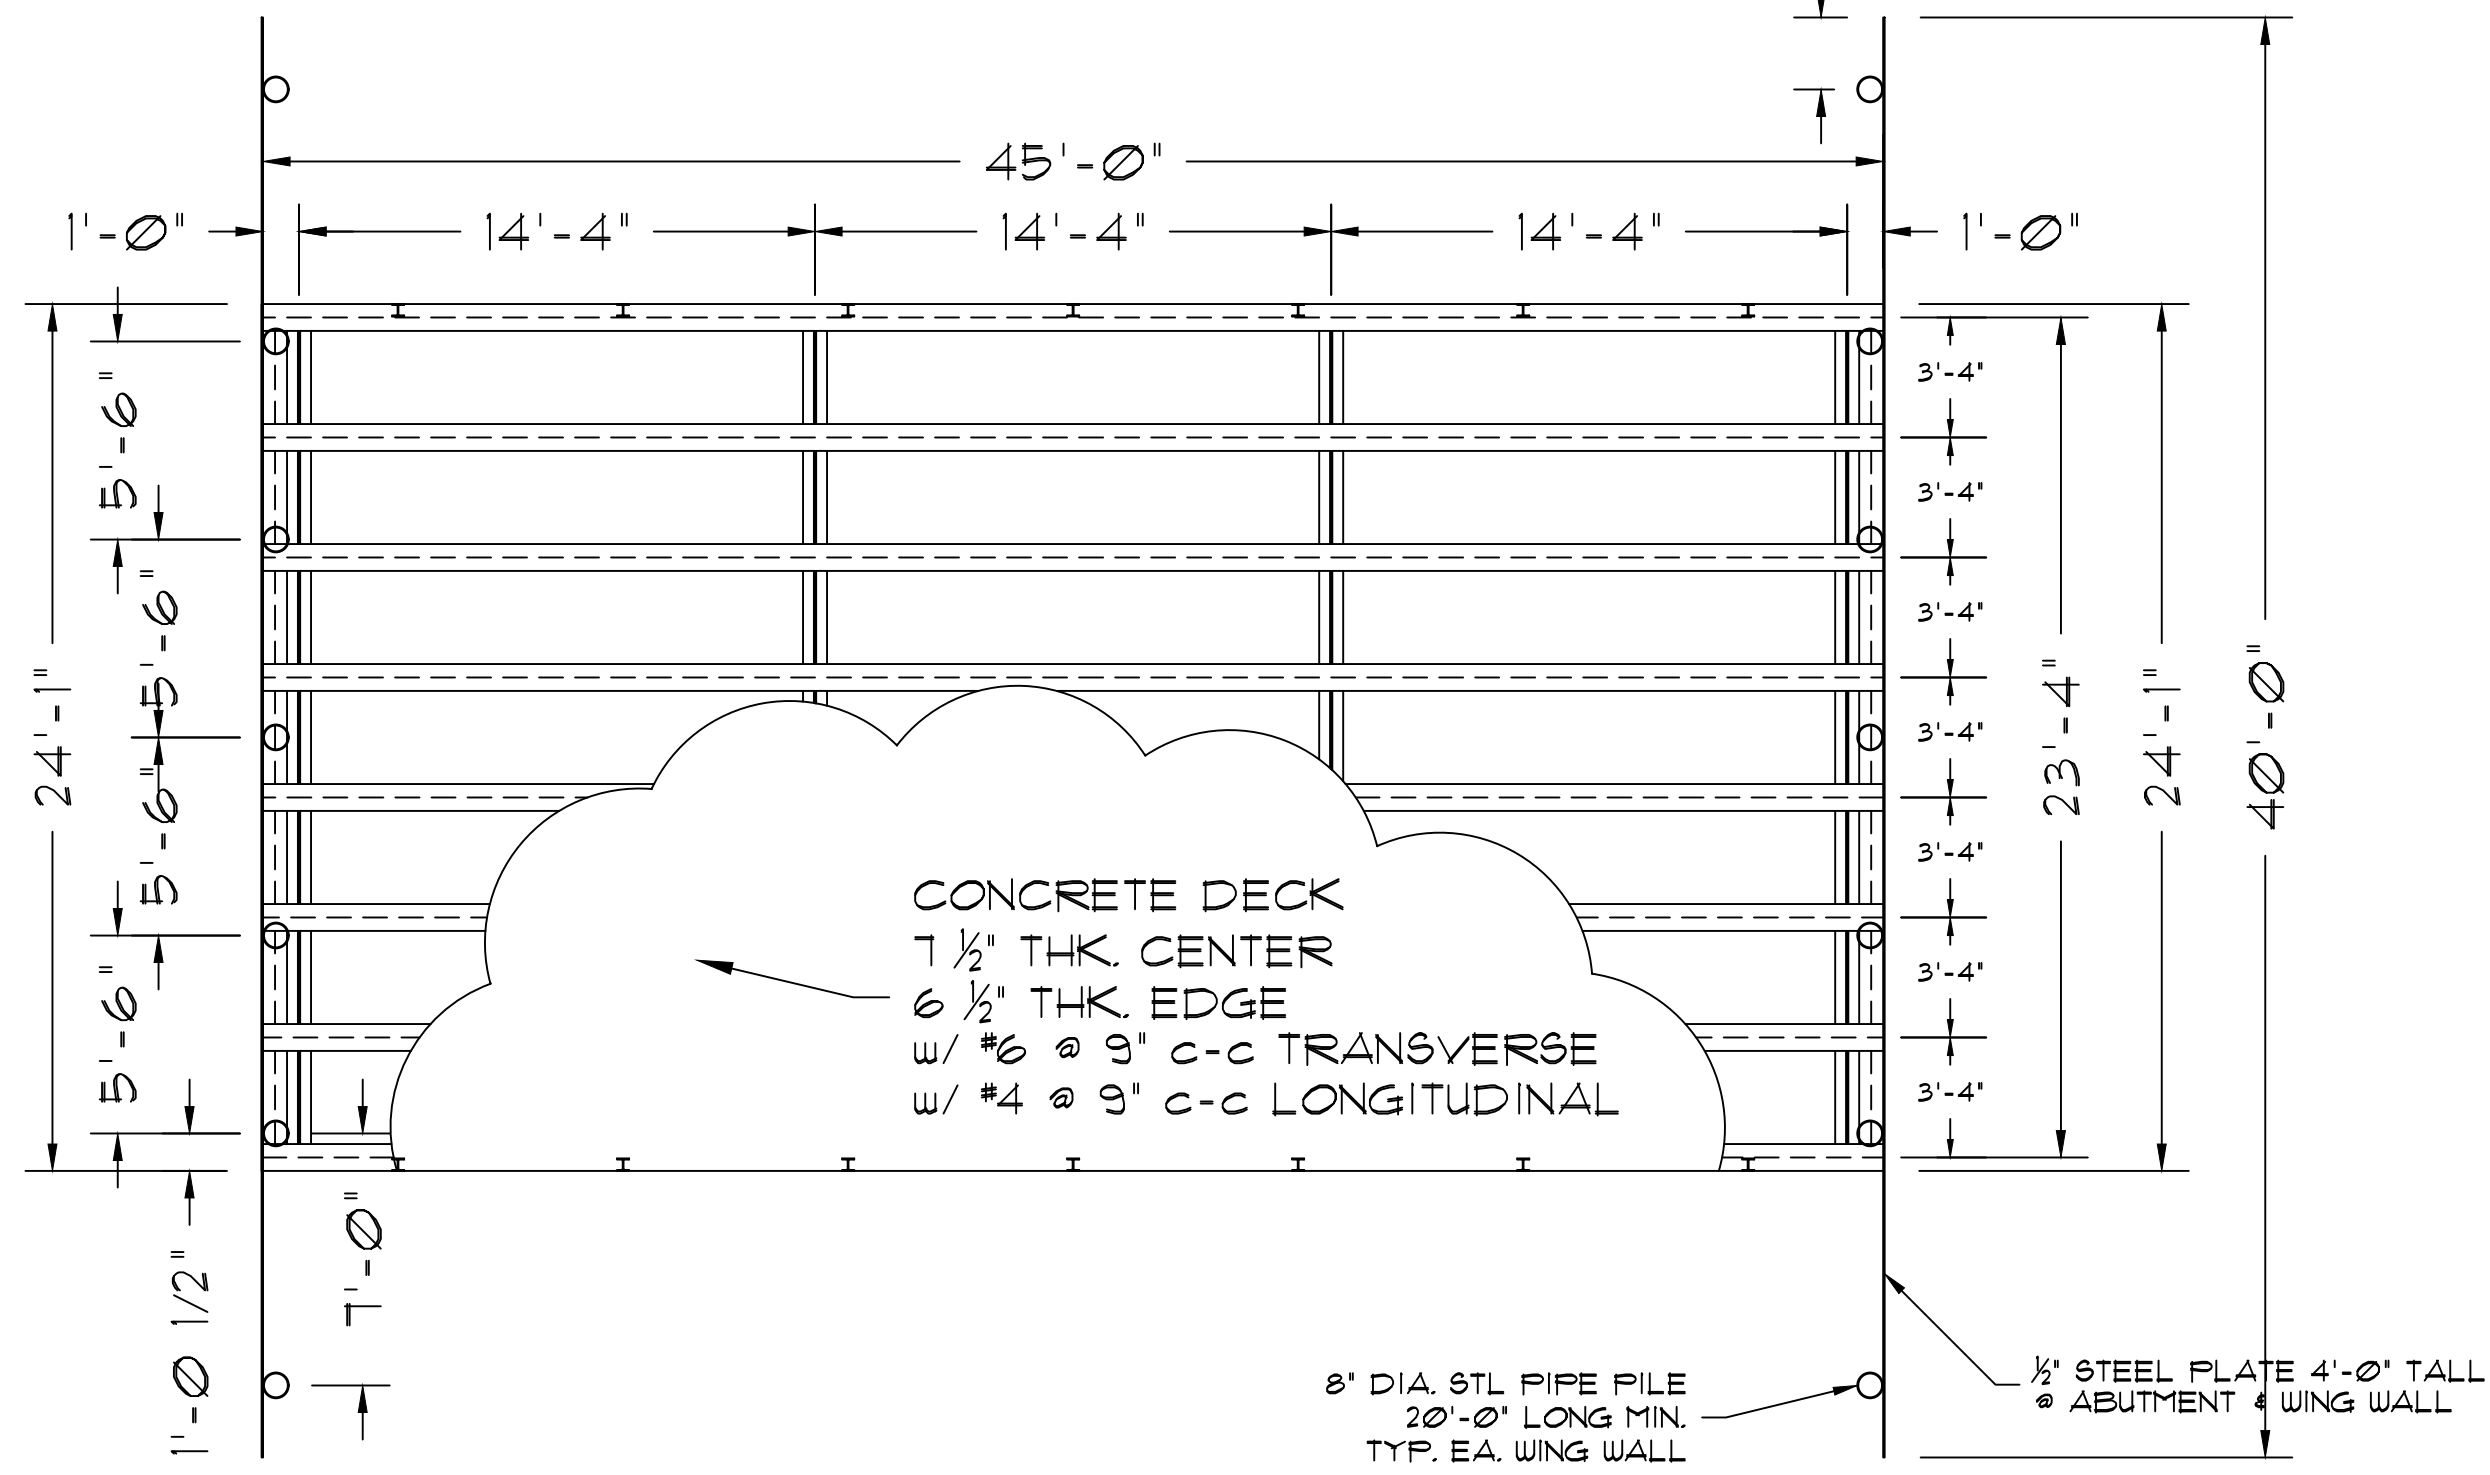 45'-0"
1'-0"
14'-4"
14'-4"
14'-4"
1'-0"
24'-1"
5'-6"
5'-6"
5'-6"
5'-6"
1'-0 1/2"
7'-0"
CONCRETE DECK
7 ½" THK. CENTER
6 ½" THK. EDGE
w/ #6 @ 9" c-c TRANSVERSE
w/ #4 @ 9" c-c LONGITUDINAL
3'-4"
3'-4"
3'-4"
3'-4"
3'-4"
3'-4"
3'-4"
23'-4"
24'-1"
40'-0"
8" DIA. STL PIPE PILE
20'-0" LONG MIN.
TYP. EA. WING WALL
½" STEEL PLATE 4'-0" TALL
@ ABUTMENT & WING WALL